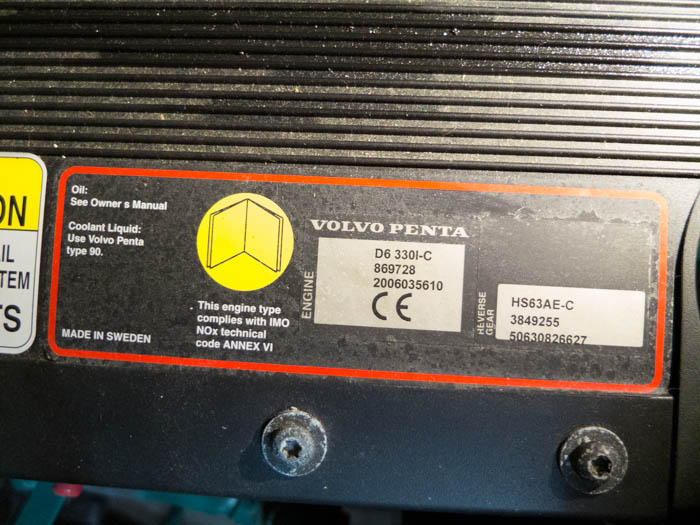 ON
AIL
TEM
TS
Oil:
See Owner s Manual
Coolant Liquid:
Use Volvo Penta
type 90.
MADE IN SWEDEN
This engine type
complies with IMO
NOx technical
code ANNEX VI
VOLVO PENTA
ENGINE
D6 330I-C
869728
2006035610
CE
REVERSE
GEAR
HS63AE-C
3849255
50630826627